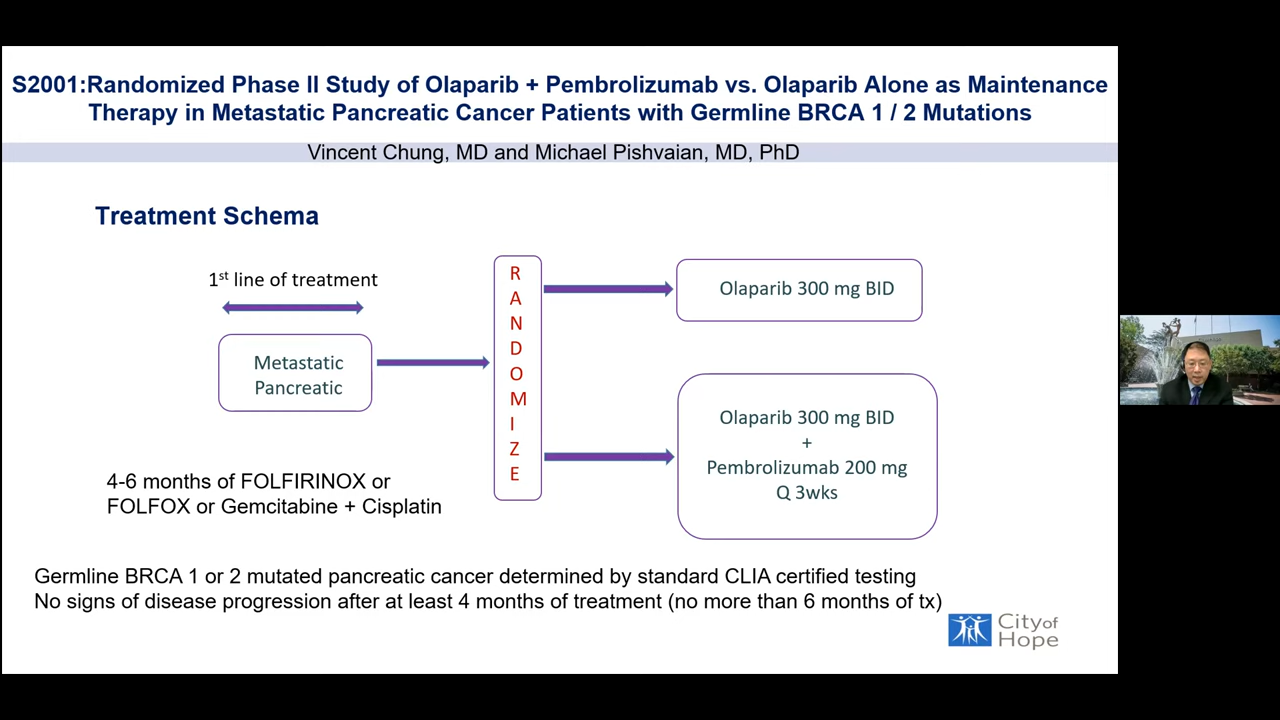 S2001:Randomized Phase II Study of Olaparib + Pembrolizumab vs. Olaparib Alone as Maintenance
Therapy in Metastatic Pancreatic Cancer Patients with Germline BRCA 1 / 2 Mutations
Vincent Chung, MD and Michael Pishvaian, MD, PhD
Treatment Schema
1st line of treatment
Metastatic
Pancreatic
R
A
N
D
O
M
I
Z
E
Olaparib 300 mg BID
Olaparib 300 mg BID
+
Pembrolizumab 200 mg
Q 3wks
4-6 months of FOLFIRINOX or
FOLFOX or Gemcitabine + Cisplatin
Germline BRCA 1 or 2 mutated pancreatic cancer determined by standard CLIA certified testing
No signs of disease progression after at least 4 months of treatment (no more than 6 months of tx)
City of
Hope